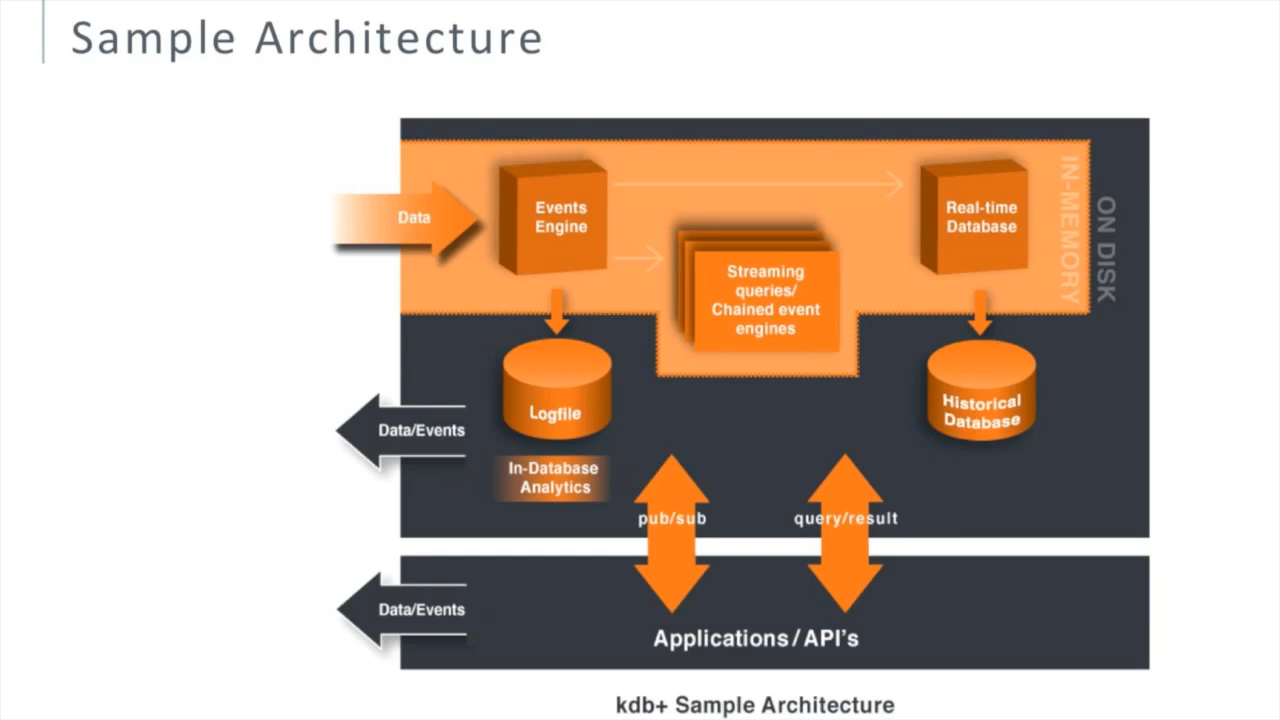 Sample Architecture
Data
Events
Engine
Real-time
Database
IN-MEMORY
ON DISK
Streaming
queries/
Chained event
engines
Logfile
Historical
Database
Data/Events
In-Database
Analytics
pub/sub
query/result
Data/Events
Applications/API's
kdb+ Sample Architecture